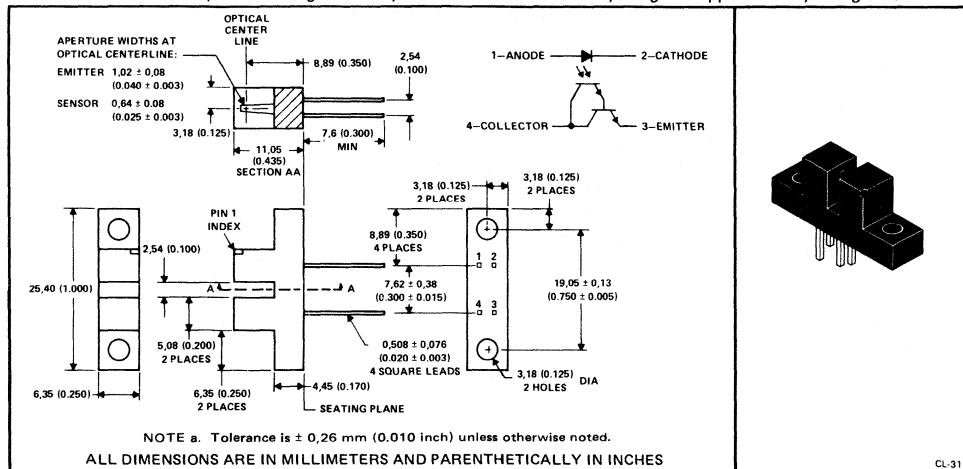 OPTICAL
CENTER
LINE
APERTURE WIDTHS AT
OPTICAL CENTERLINE:
EMITTER 1,02 ± 0,08
(0.040 ± 0.003)
SENSOR 0,64 ± 0.08
(0.025 ± 0.003)
8,89 (0.350)
2,54
(0.100)
3,18 (0.125)
11,05
(0.435)
SECTION AA
7,6 (0.300)
MIN
1–ANODE
2–CATHODE
4–COLLECTOR
3–EMITTER
PIN 1
INDEX
2,54 (0.100)
25,40 (1.000)
A
A
5,08 (0.200)
2 PLACES
6,35 (0.250)
6,35 (0.250)
2 PLACES
4,45 (0.170)
SEATING PLANE
3,18 (0.125)
2 PLACES
3,18 (0.125)
2 PLACES
8,89 (0.350)
4 PLACES
7,62 ± 0,38
(0.300 ± 0.015)
1 2
4 3
19,05 ± 0,13
(0.750 ± 0.005)
0,508 ± 0,076
(0.020 ± 0.003)
4 SQUARE LEADS
3,18 (0.125) DIA
2 HOLES
NOTE a. Tolerance is ± 0,26 mm (0.010 inch) unless otherwise noted.
ALL DIMENSIONS ARE IN MILLIMETERS AND PARENTHETICALLY IN INCHES
CL-31